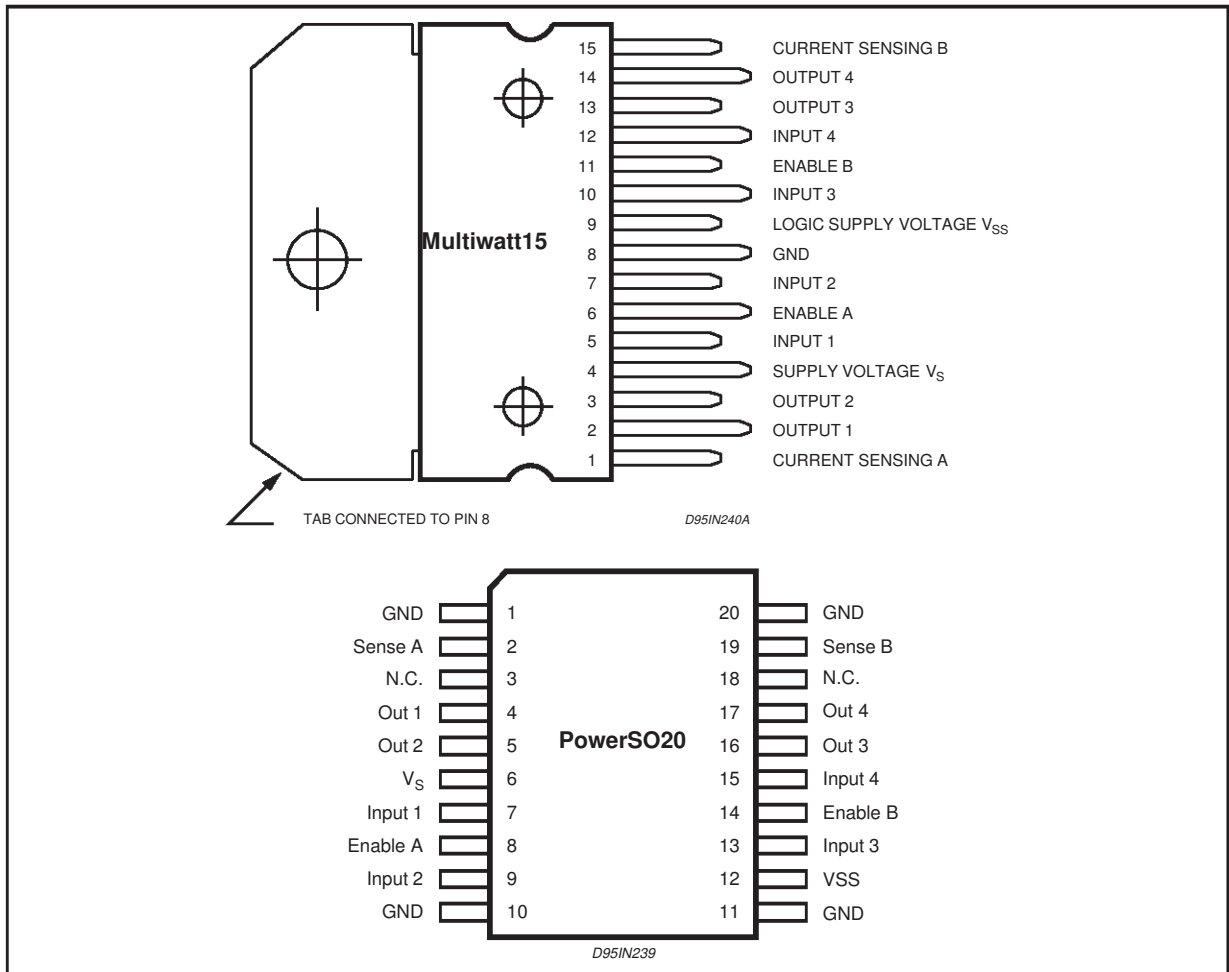 15 CURRENT SENSING B
14 OUTPUT 4
13 OUTPUT 3
12 INPUT 4
11 ENABLE B
10 INPUT 3
9 LOGIC SUPPLY VOLTAGE VSS
Multiwatt15
8 GND
7 INPUT 2
6 ENABLE A
5 INPUT 1
4 SUPPLY VOLTAGE VS
3 OUTPUT 2
2 OUTPUT 1
1 CURRENT SENSING A
TAB CONNECTED TO PIN 8
D95IN240A
GND 1 20 GND
Sense A 2 19 Sense B
N.C. 3 18 N.C.
Out 1 4 17 Out 4
PowerSO20
Out 2 5 16 Out 3
VS 6 15 Input 4
Input 1 7 14 Enable B
Enable A 8 13 Input 3
Input 2 9 12 VSS
GND 10 11 GND
D95IN239